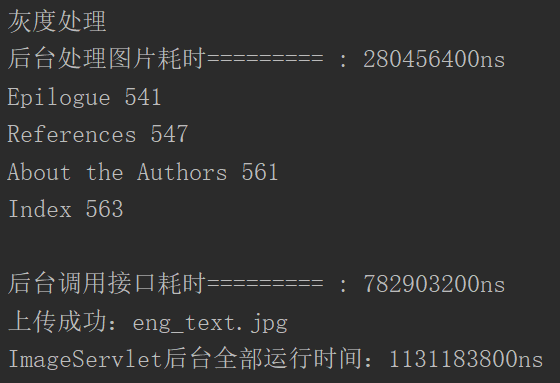 灰度处理
后台处理图片耗时========= : 280456400ns
Epilogue 541
References 547
About the Authors 561
Index 563
后台调用接口耗时========= : 782903200ns
上传成功：eng_text.jpg
ImageServlet后台全部运行时间：1131183800ns